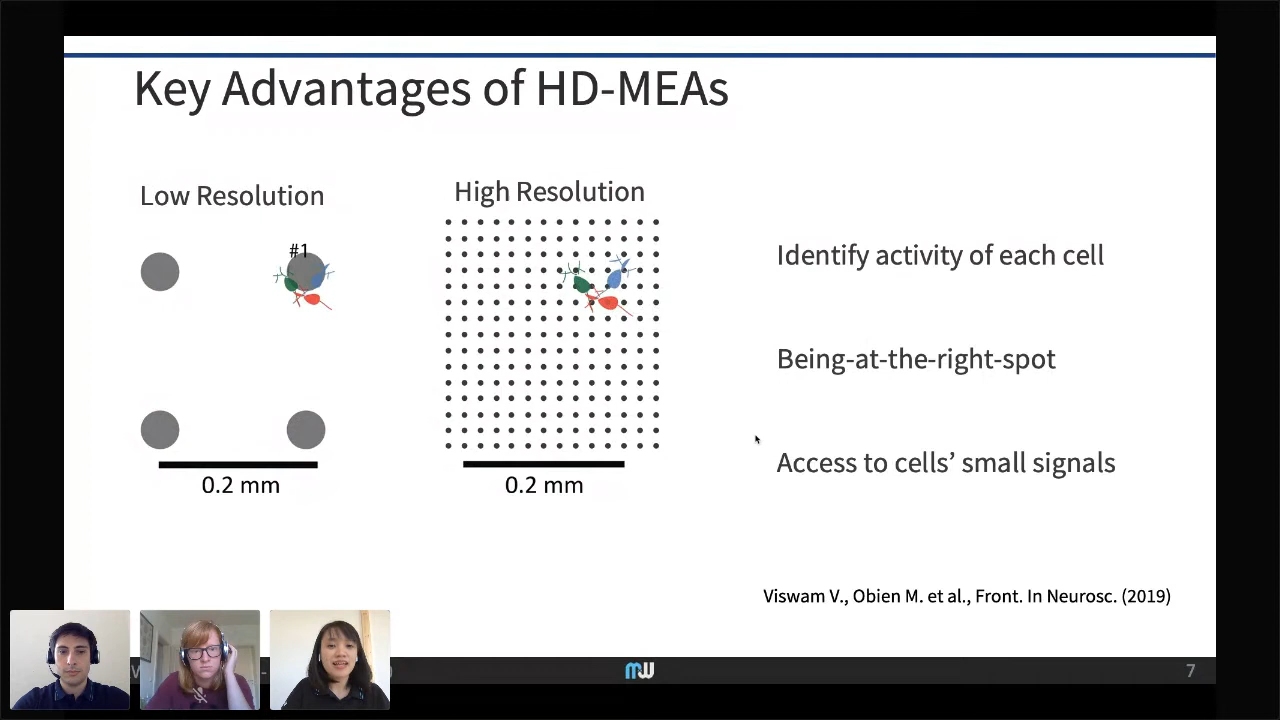 Key Advantages of HD-MEAs
Low Resolution
High Resolution
#1
Identify activity of each cell
Being-at-the-right-spot
Access to cells’ small signals
0.2 mm
0.2 mm
Viswam V., Obien M. et al., Front. In Neurosc. (2019)
MW
7